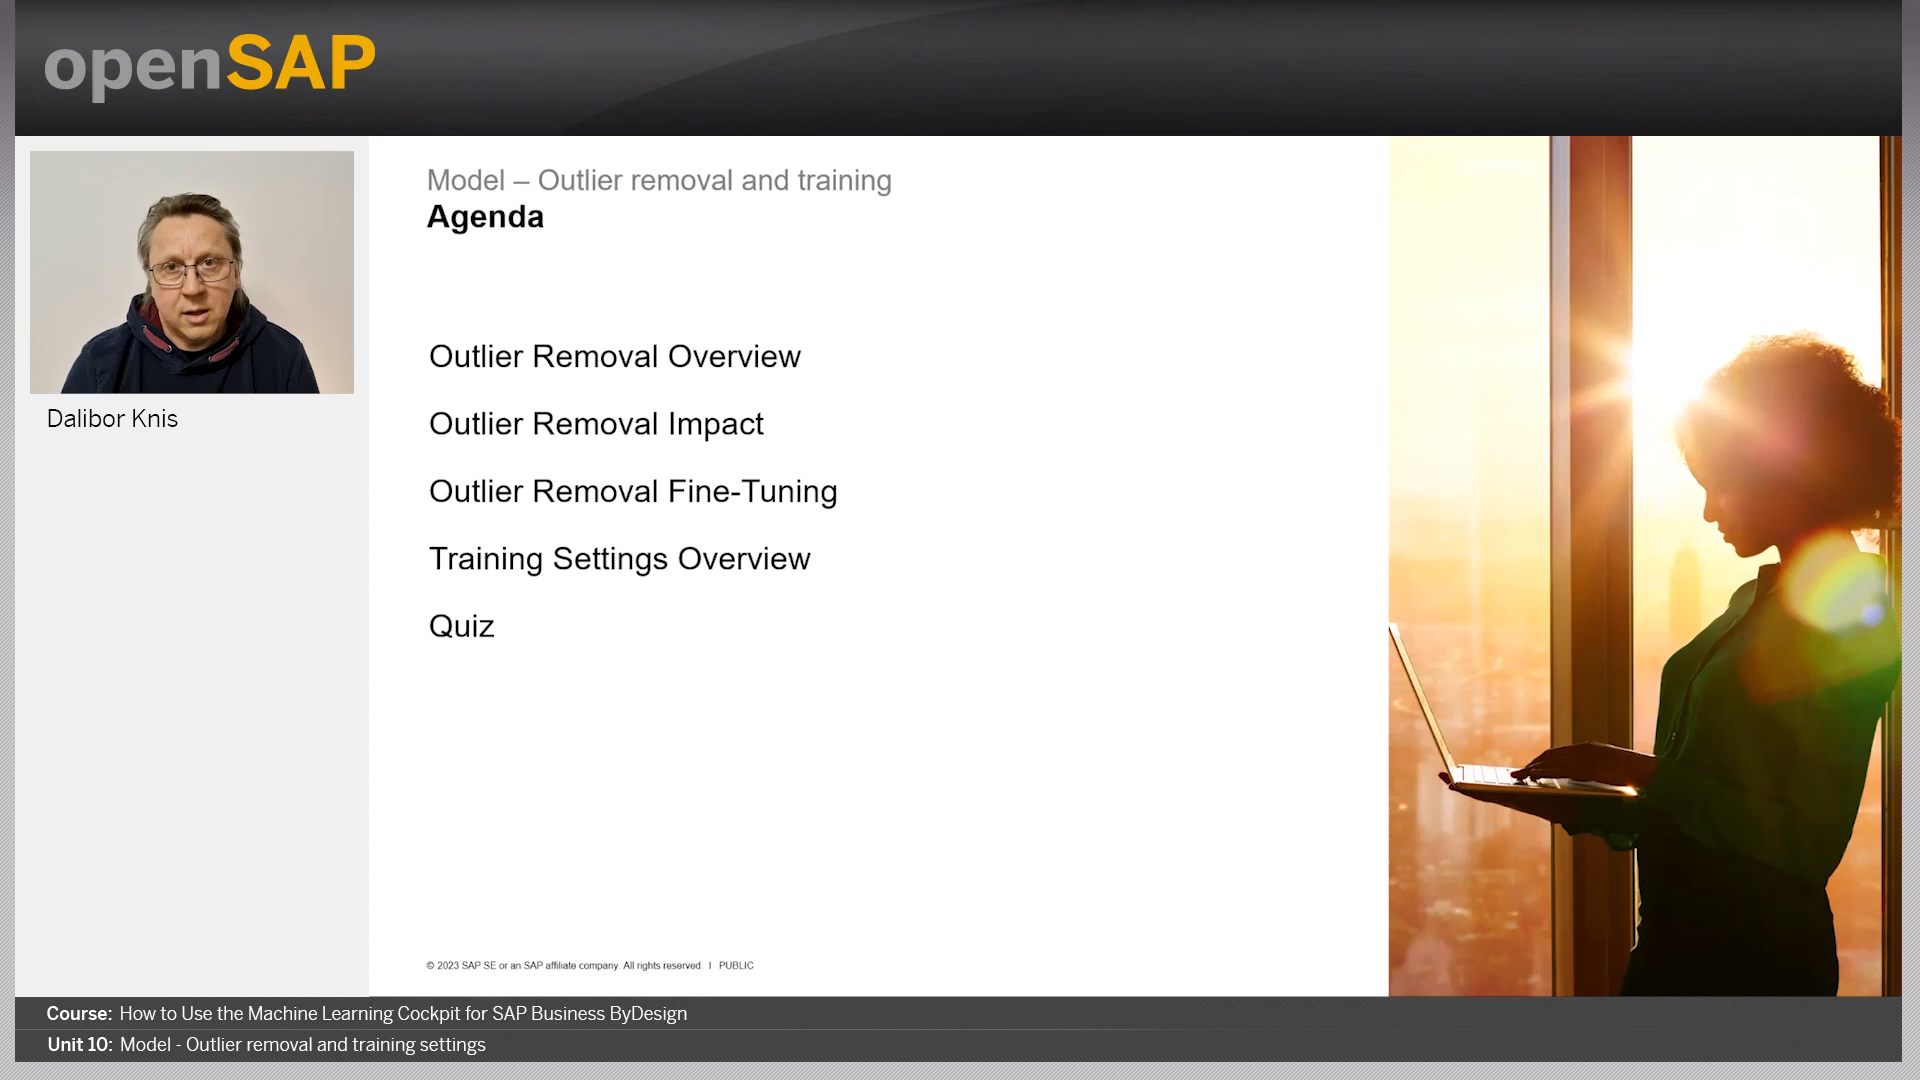 openSAP
Dalibor Knis
Model – Outlier removal and training
Agenda
Outlier Removal Overview
Outlier Removal Impact
Outlier Removal Fine-Tuning
Training Settings Overview
Quiz
© 2023 SAP SE or an SAP affiliate company. All rights reserved. I PUBLIC
Course: How to Use the Machine Learning Cockpit for SAP Business ByDesign
Unit 10: Model - Outlier removal and training settings